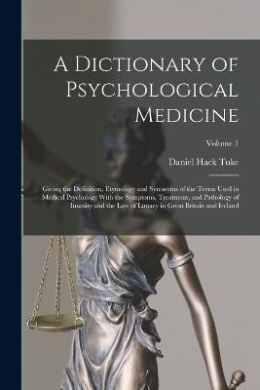 A Dictionary of
Psychological
Medicine
Giving the Definition, Etymology and Synonyms of the Terms Used in
Medical Psychology With the Symptoms, Treatment, and Pathology of
Insanity and the Law of Lunacy in Great Britain and Ireland
Volume 1
Daniel Hack Tuke